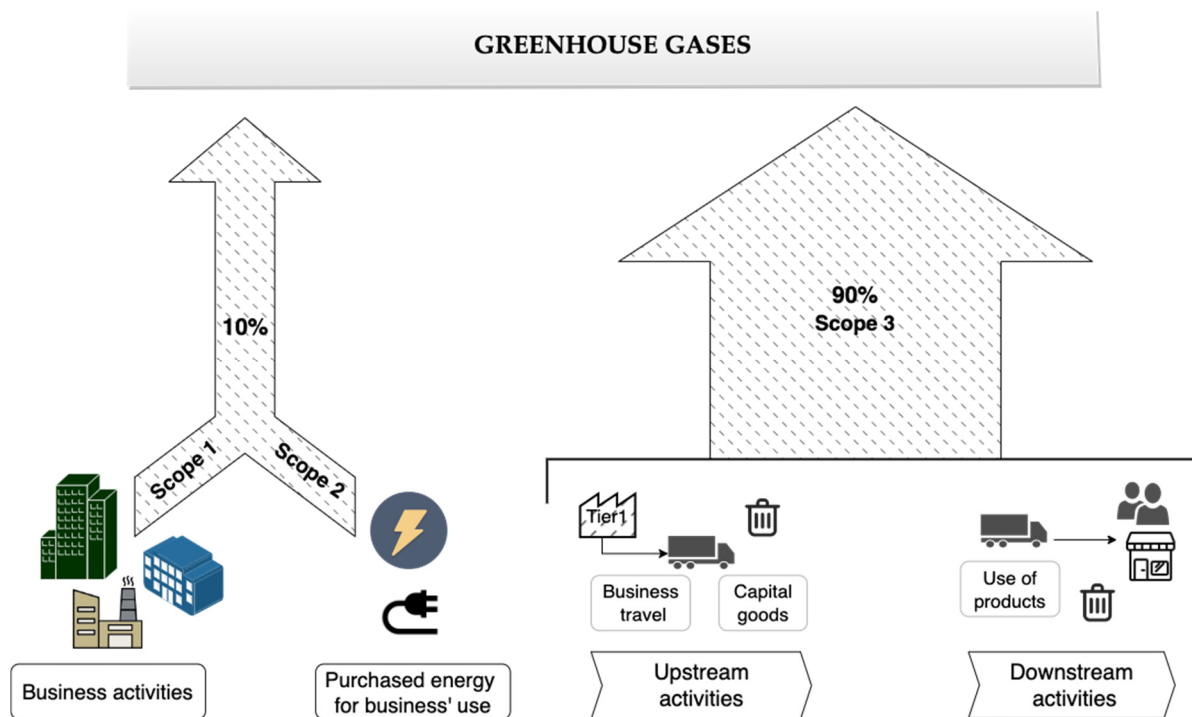 GREENHOUSE GASES
10%
Scope 1
Scope 2
90%
Scope 3
Tier1
Business
travel
Capital
goods
Use of
products
Business activities
Purchased energy
for business' use
Upstream
activities
Downstream
activities